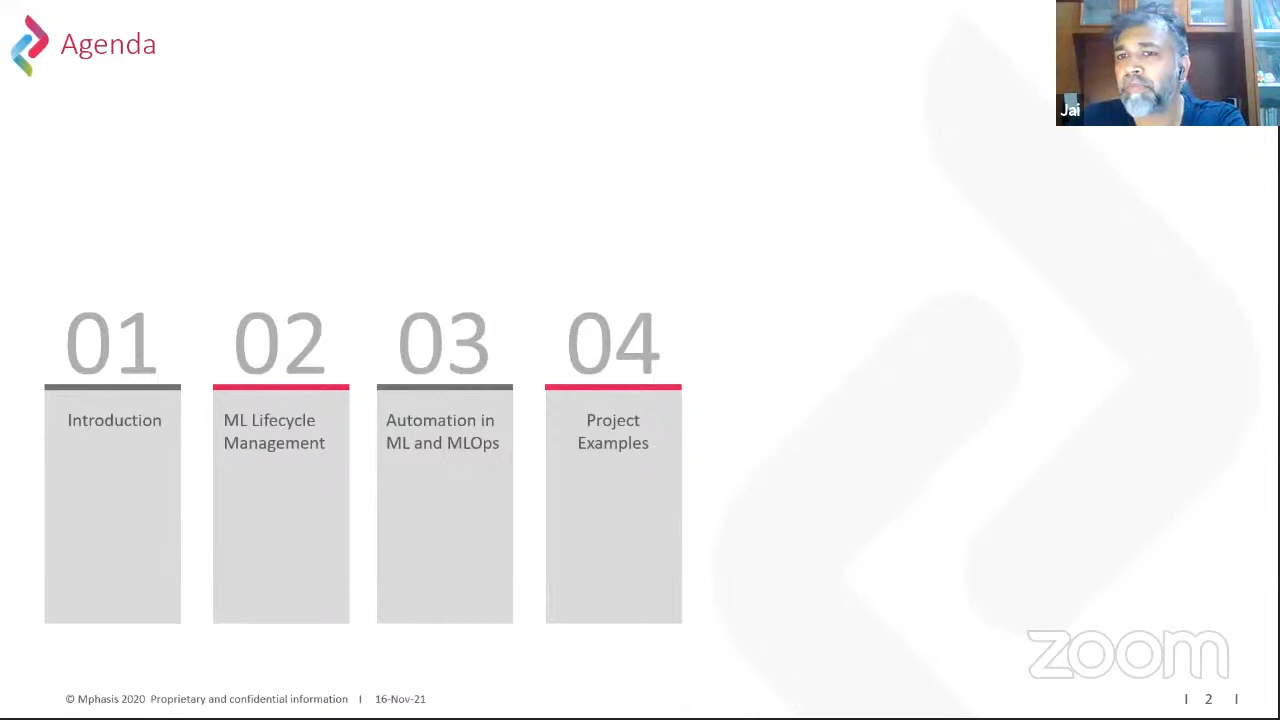 Agenda
Jai
01
Introduction
02
ML Lifecycle
Management
03
Automation in
ML and MLOps
04
Project
Examples
zoom
© Mphasis 2020 Proprietary and confidential information I 16-Nov-21
I 2 I